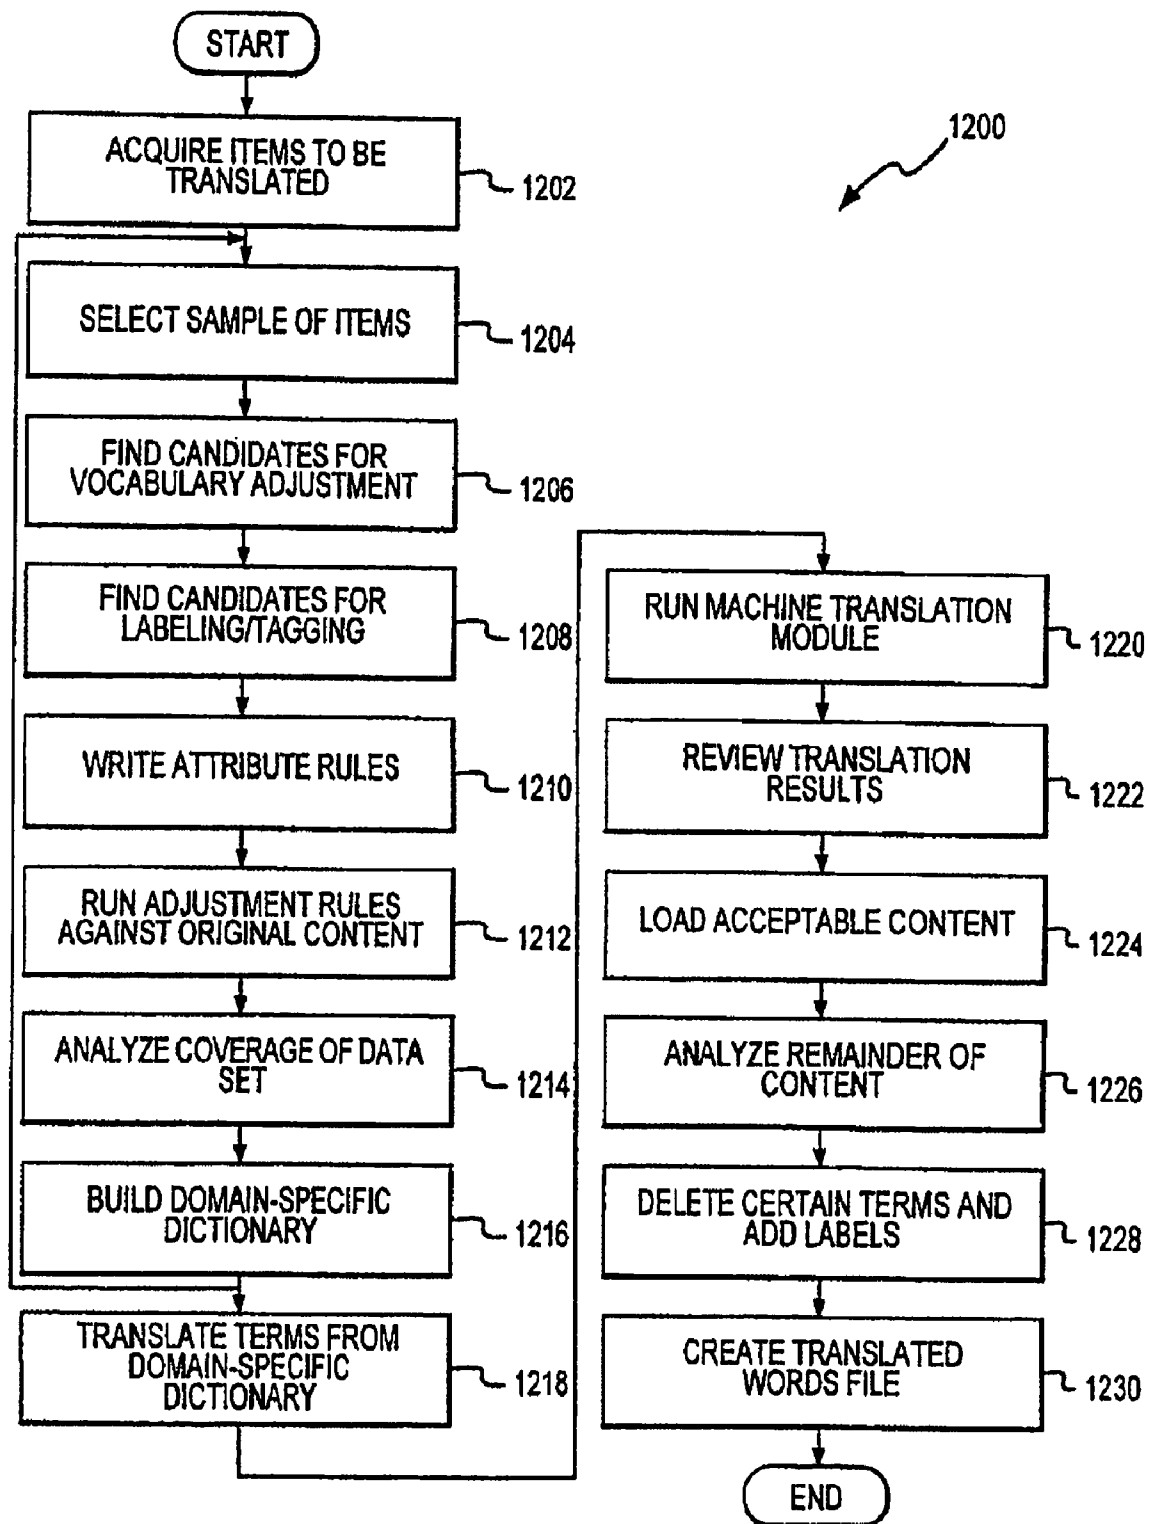 START
ACQUIRE ITEMS TO BE
TRANSLATED
1202
1200
SELECT SAMPLE OF ITEMS
1204
FIND CANDIDATES FOR
VOCABULARY ADJUSTMENT
1206
FIND CANDIDATES FOR
LABELING/TAGGING
1208
WRITE ATTRIBUTE RULES
1210
RUN ADJUSTMENT RULES
AGAINST ORIGINAL CONTENT
1212
ANALYZE COVERAGE OF DATA
SET
1214
BUILD DOMAIN-SPECIFIC
DICTIONARY
1216
TRANSLATE TERMS FROM
DOMAIN-SPECIFIC
DICTIONARY
1218
RUN MACHINE TRANSLATION
MODULE
1220
REVIEW TRANSLATION
RESULTS
1222
LOAD ACCEPTABLE CONTENT
1224
ANALYZE REMAINDER OF
CONTENT
1226
DELETE CERTAIN TERMS AND
ADD LABELS
1228
CREATE TRANSLATED
WORDS FILE
1230
END